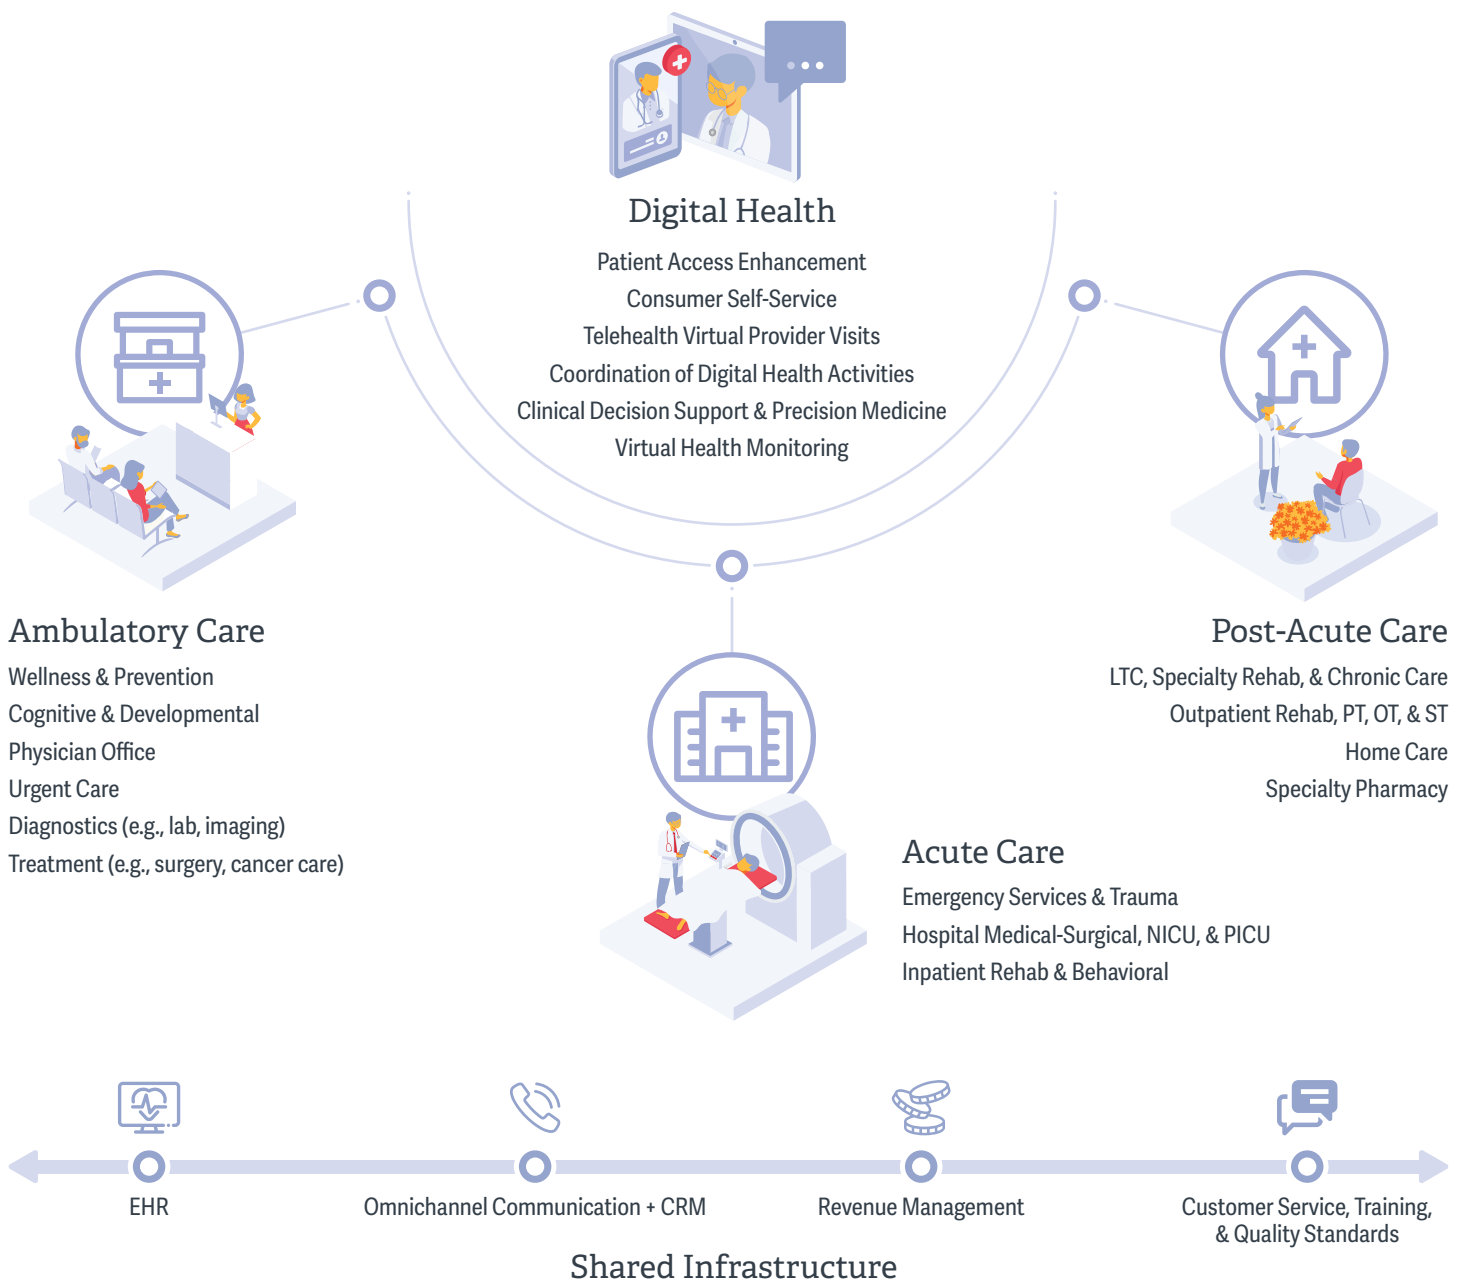 Digital Health
Patient Access Enhancement
Consumer Self-Service
Telehealth Virtual Provider Visits
Coordination of Digital Health Activities
Clinical Decision Support & Precision Medicine
Virtual Health Monitoring
Ambulatory Care
Wellness & Prevention
Cognitive & Developmental
Physician Office
Urgent Care
Diagnostics (e.g., lab, imaging)
Treatment (e.g., surgery, cancer care)
Post-Acute Care
LTC, Specialty Rehab, & Chronic Care
Outpatient Rehab, PT, OT, & ST
Home Care
Specialty Pharmacy
Acute Care
Emergency Services & Trauma
Hospital Medical-Surgical, NICU, & PICU
Inpatient Rehab & Behavioral
EHR
Omnichannel Communication + CRM
Revenue Management
Customer Service, Training,
& Quality Standards
Shared Infrastructure